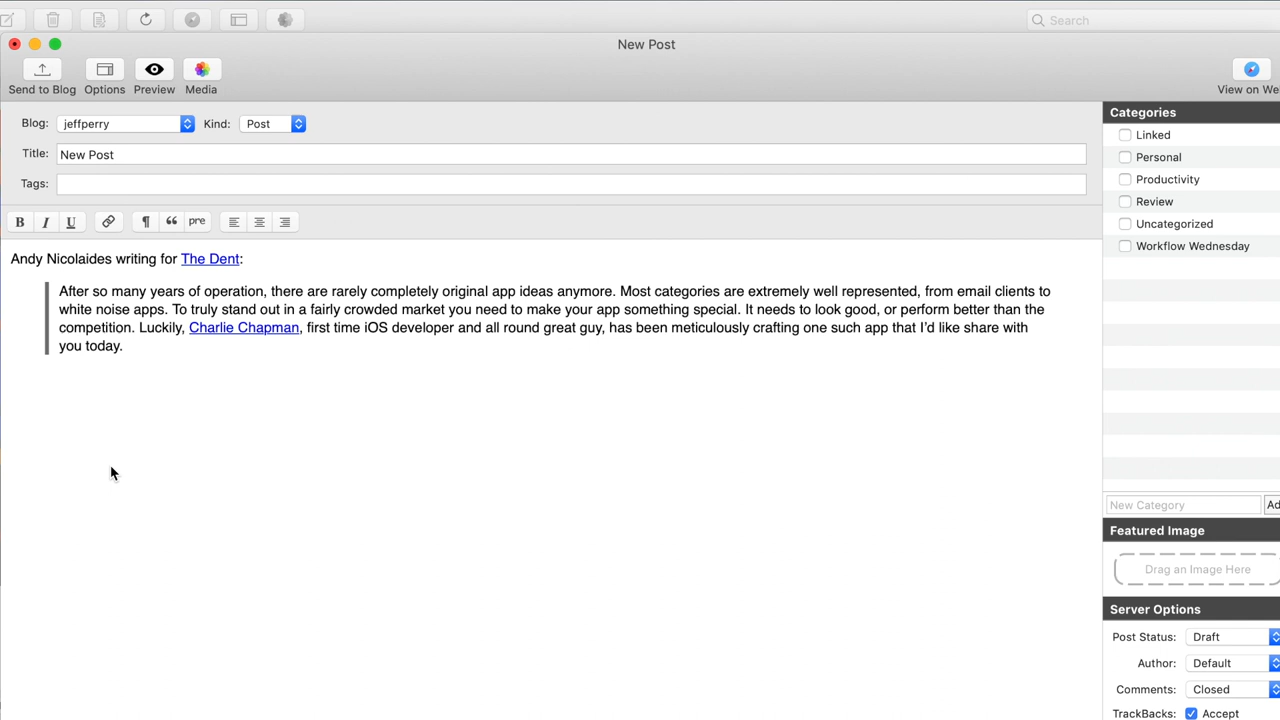 Search
New Post
Send to Blog Options Preview Media View on We
Blog: jeffperry Kind: Post
Title: New Post
Tags:
B I U ¶ “ pre
Andy Nicolaides writing for The Dent:
After so many years of operation, there are rarely completely original app ideas anymore. Most categories are extremely well represented, from email clients to
white noise apps. To truly stand out in a fairly crowded market you need to make your app something special. It needs to look good, or perform better than the
competition. Luckily, Charlie Chapman, first time iOS developer and all round great guy, has been meticulously crafting one such app that I’d like share with
you today.
Categories
Linked
Personal
Productivity
Review
Uncategorized
Workflow Wednesday
New Category Ad
Featured Image
Drag an Image Here
Server Options
Post Status: Draft
Author: Default
Comments: Closed
TrackBacks: Accept